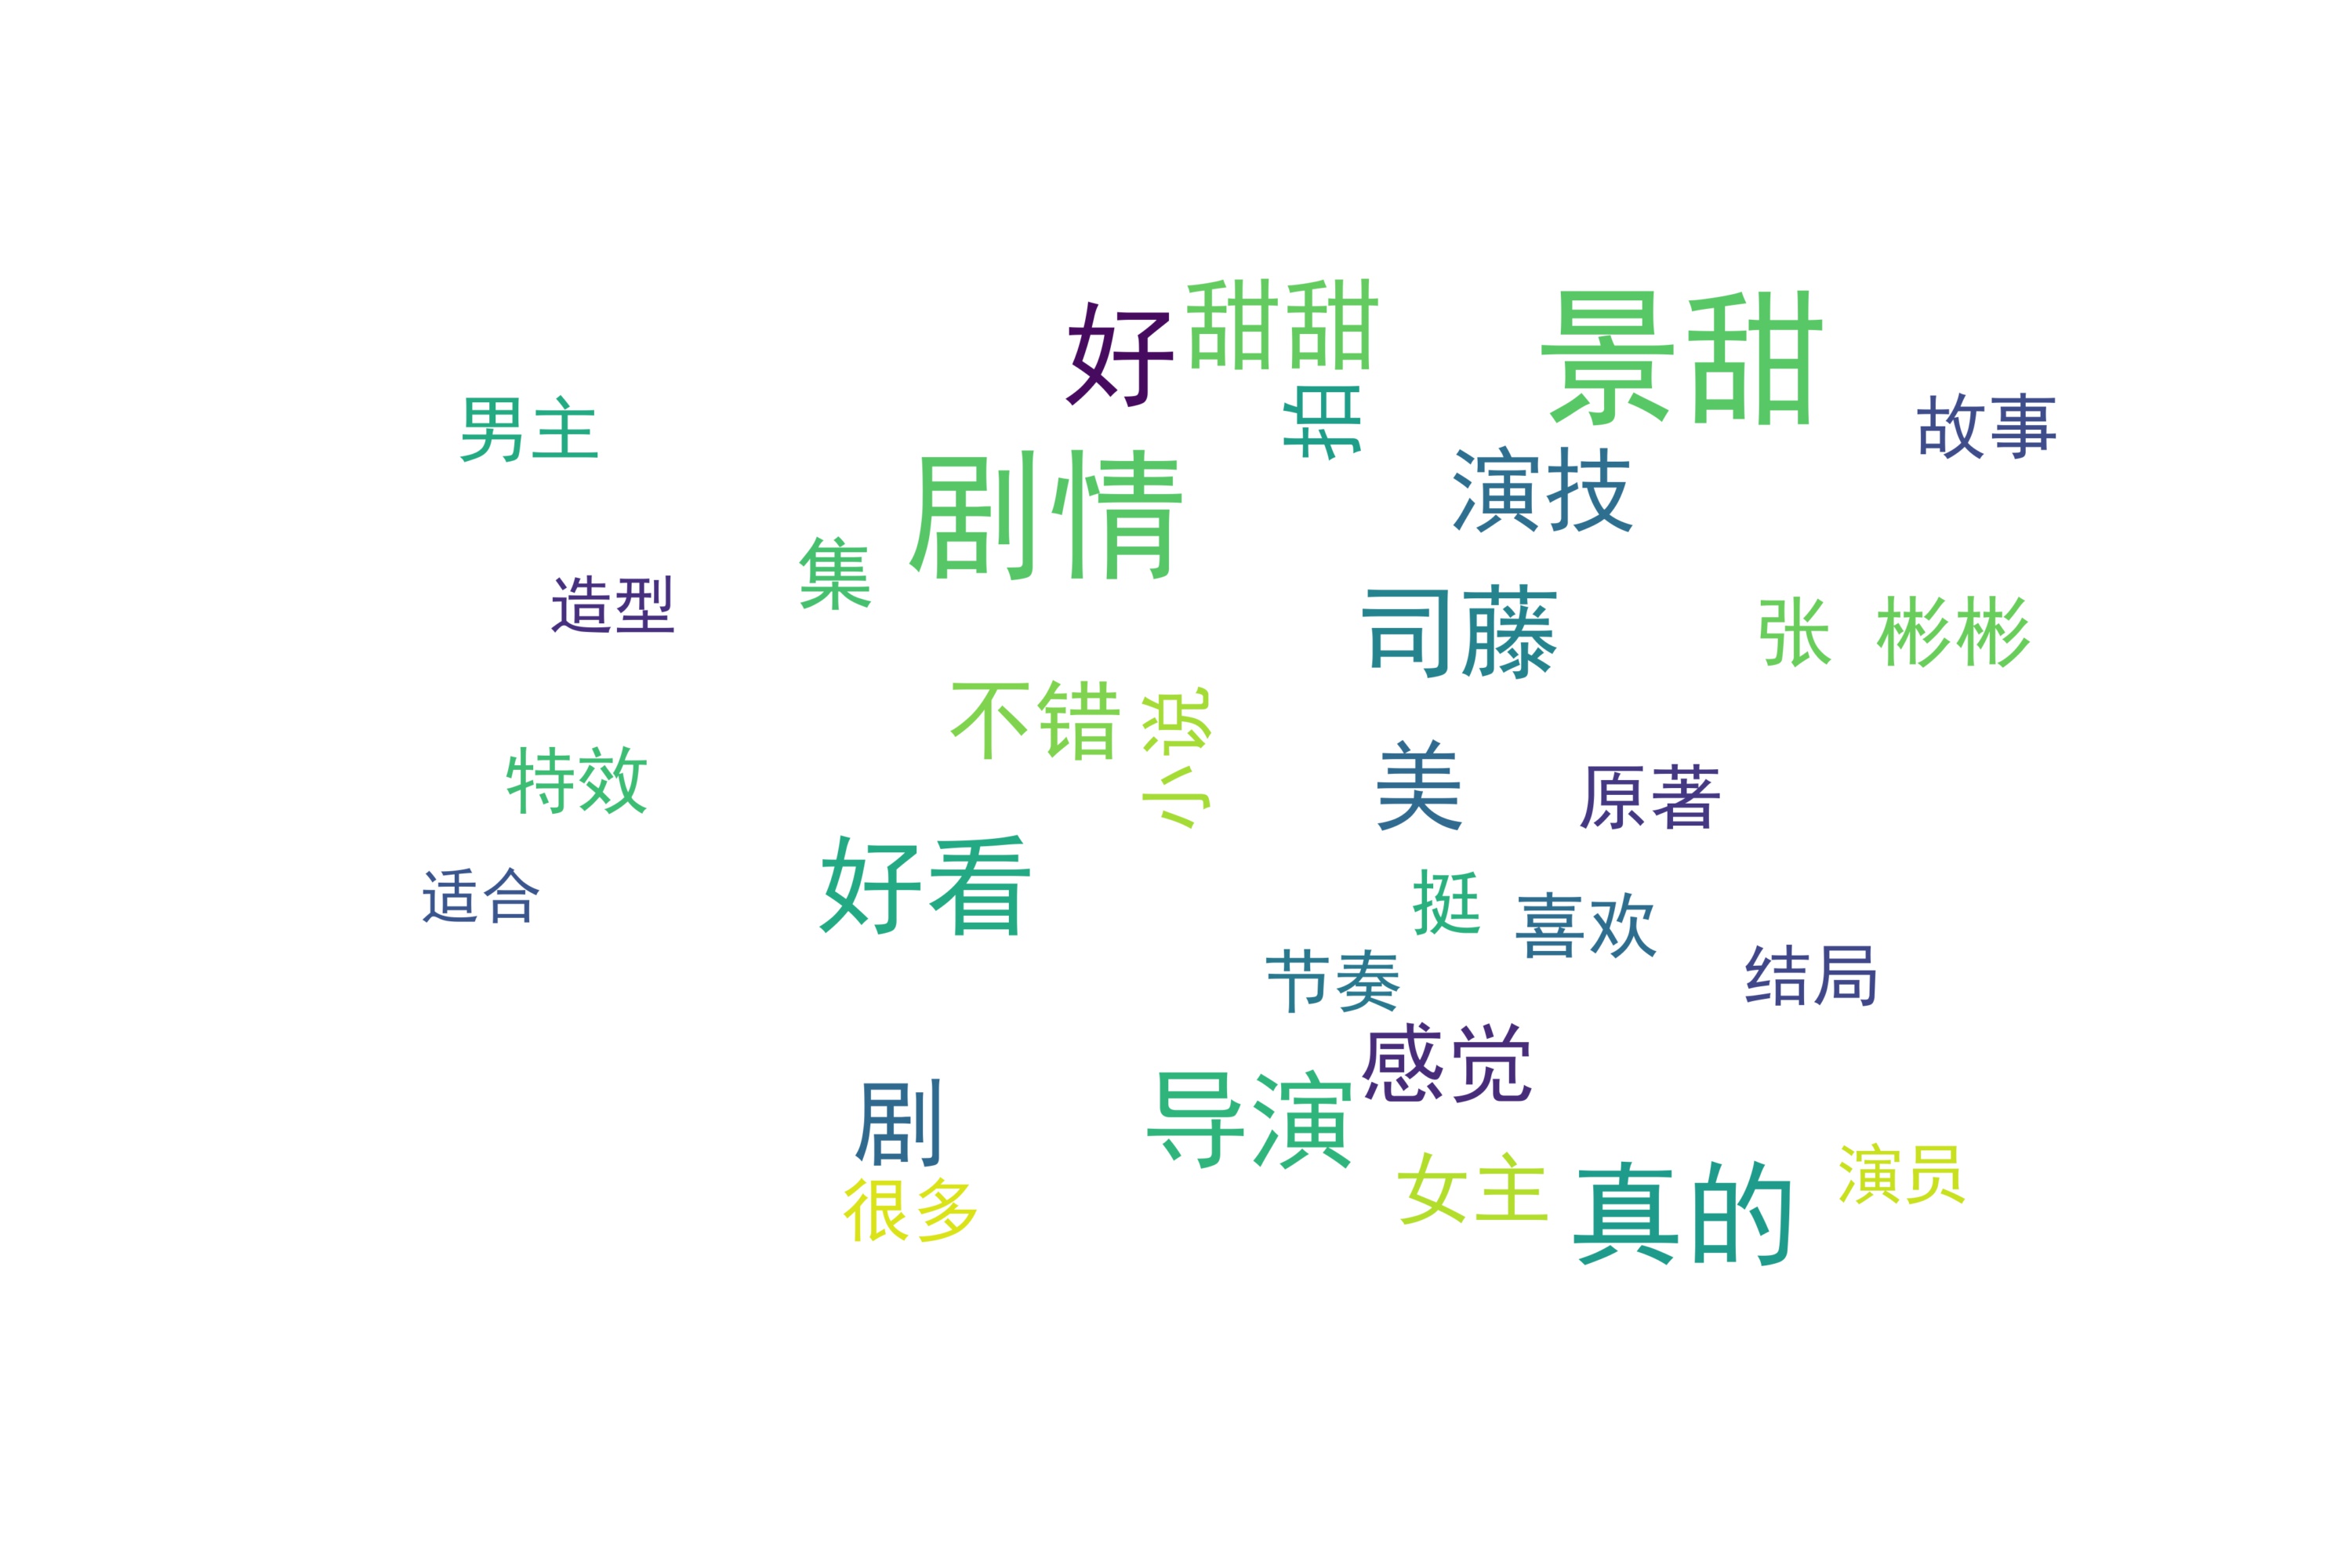 甜甜
景甜
好
男主
故事
拍
剧情
演技
集
造型
司藤
张 彬彬
不错
小说
特效
美
原著
好看
适合
挺
喜欢
节奏
结局
感觉
剧
导演
很多
女主
真的
演员